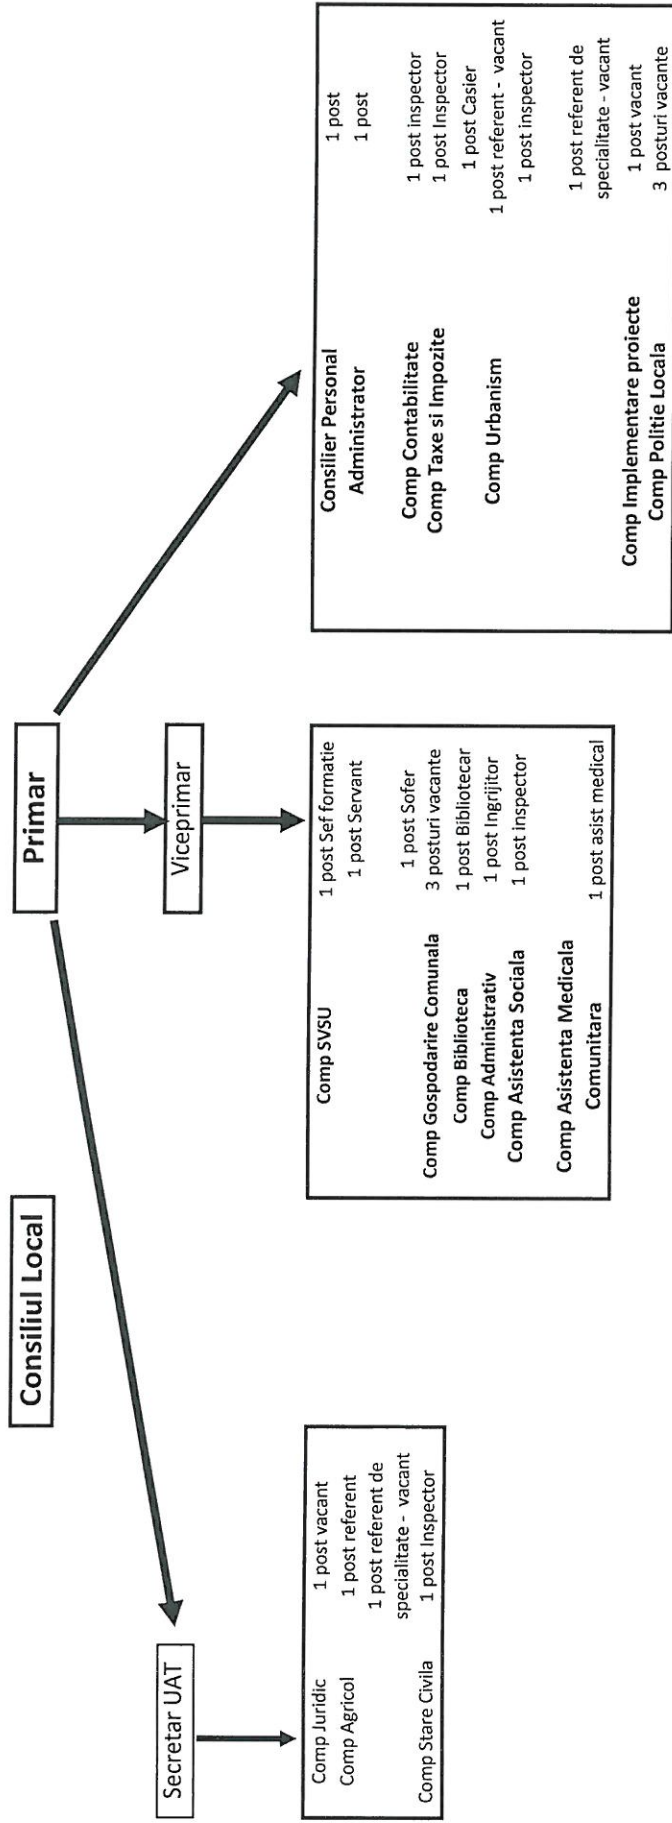 Consiliul Local
Primar
Viceprimar
Secretar UAT
Comp Juridic 1 post vacant
Comp Agricol 1 post referent
1 post referent de
specialitate - vacant
Comp Stare Civila 1 post Inspector
Comp SVSU 1 post Sef formatie
1 post Servant
1 post Sofer
Comp Gospodarire Comunala 3 posturi vacante
Comp Biblioteca 1 post Bibliotecar
Comp Administrativ 1 post Ingrijitor
Comp Asistenta Sociala 1 post inspector
Comp Asistenta Medicala
Comunitara 1 post asist medical
Consilier Personal 1 post
Administrator 1 post
Comp Contabilitate 1 post inspector
Comp Taxe si Impozite 1 post Inspector
1 post Casier
Comp Urbanism 1 post referent - vacant
1 post inspector
1 post referent de
specialitate - vacant
Comp Implementare proiecte 1 post vacant
Comp Politie Locala 3 posturi vacante